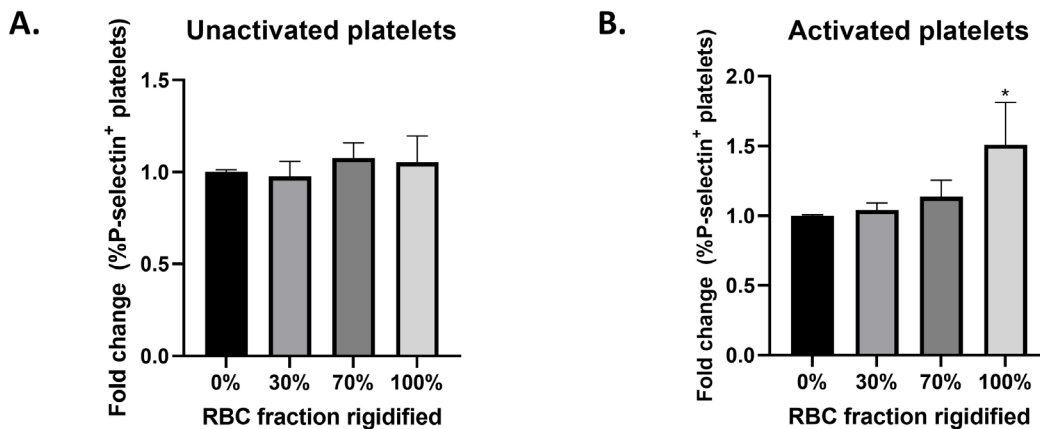 A.
Unactivated platelets
Fold change (%P-selectin⁺ platelets)
1.5
1.0
0.5
0.0
0% 30% 70% 100%
RBC fraction rigidified
B.
Activated platelets
Fold change (%P-selectin⁺ platelets)
2.0
1.5
1.0
0.5
0.0
*
0% 30% 70% 100%
RBC fraction rigidified